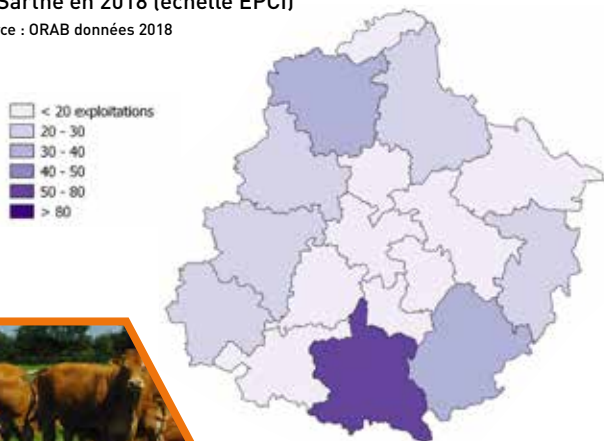 Sarthe en 2018 (échelle EPCI)
rce : ORAB données 2018
< 20 exploitations
20 - 30
30 - 40
40 - 50
50 - 80
> 80